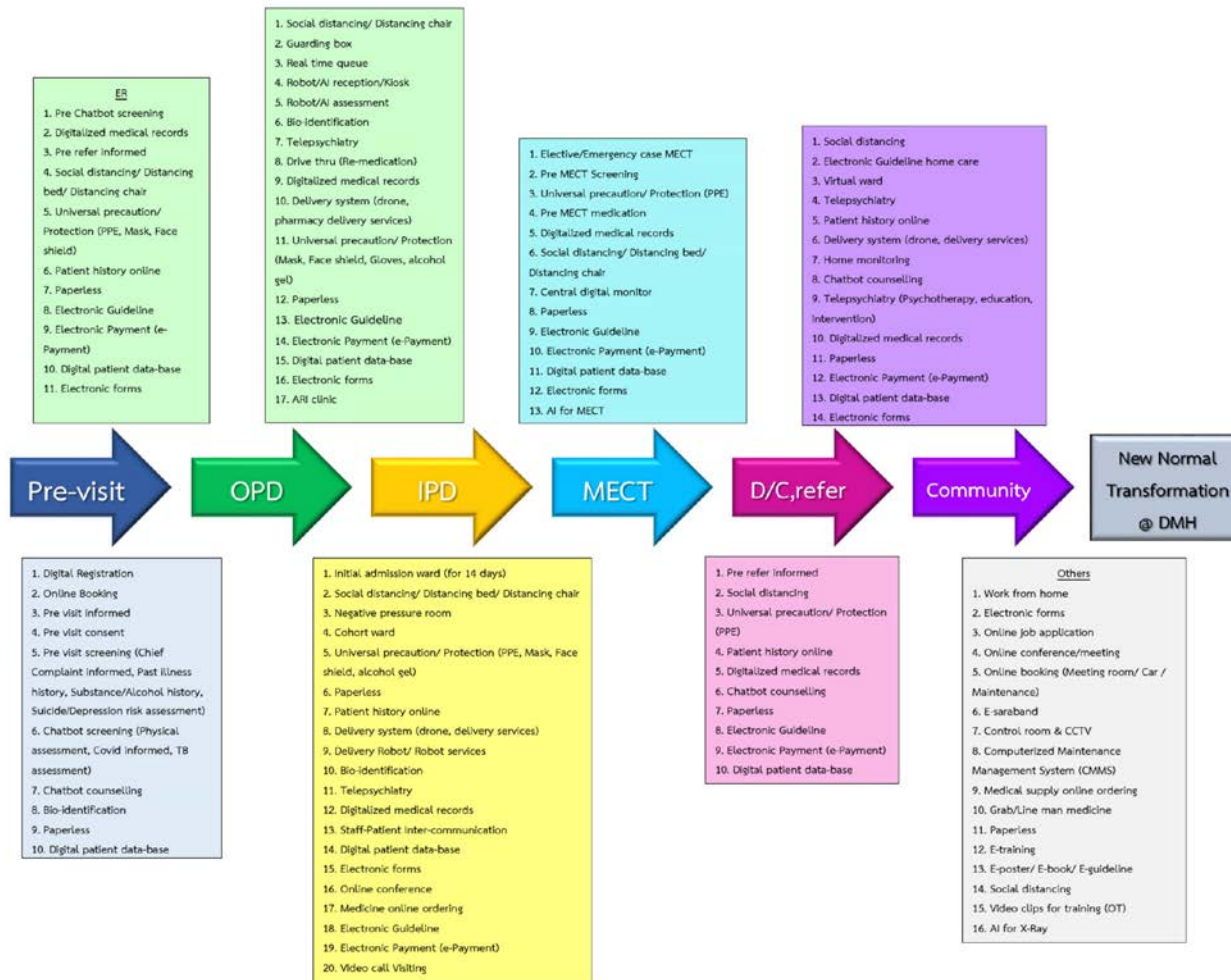 ER
1. Pre Chatbot screening
2. Digitalized medical records
3. Pre refer informed
4. Social distancing/ Distancing
bed/ Distancing chair
5. Universal precaution/
Protection (PPE, Mask, Face
shield)
6. Patient history online
7. Paperless
8. Electronic Guideline
9. Electronic Payment (e-
Payment)
10. Digital patient data-base
11. Electronic forms
1. Social distancing/ Distancing chair
2. Guarding box
3. Real time queue
4. Robot/AI reception/Kiosk
5. Robot/AI assessment
6. Bio-identification
7. Telepsychiatry
8. Drive thru (Re-medication)
9. Digitalized medical records
10. Delivery system (drone,
pharmacy delivery services)
11. Universal precaution/ Protection
(Mask, Face shield, Gloves, alcohol
gel)
12. Paperless
13. Electronic Guideline
14. Electronic Payment (e-Payment)
15. Digital patient data-base
16. Electronic forms
17. ARI clinic
1. Elective/Emergency case MECT
2. Pre MECT Screening
3. Universal precaution/ Protection (PPE)
4. Pre MECT medication
5. Digitalized medical records
6. Social distancing/ Distancing bed/
Distancing chair
7. Central digital monitor
8. Paperless
9. Electronic Guideline
10. Electronic Payment (e-Payment)
11. Digital patient data-base
12. Electronic forms
13. AI for MECT
1. Social distancing
2. Electronic Guideline home care
3. Virtual ward
4. Telepsychiatry
5. Patient history online
6. Delivery system (drone, delivery services)
7. Home monitoring
8. Chatbot counselling
9. Telepsychiatry (Psychotherapy, education,
intervention)
10. Digitalized medical records
11. Paperless
12. Electronic Payment (e-Payment)
13. Digital patient data-base
14. Electronic forms
Pre-visit
OPD
IPD
MECT
D/C,refer
Community
New Normal
Transformation
@ DMH
1. Digital Registration
2. Online Booking
3. Pre visit informed
4. Pre visit consent
5. Pre visit screening (Chief
Complaint informed, Past illness
history, Substance/Alcohol history,
Suicide/Depression risk assessment)
6. Chatbot screening (Physical
assessment, Covid informed, TB
assessment)
7. Chatbot counselling
8. Bio-identification
9. Paperless
10. Digital patient data-base
1. Initial admission ward (for 14 days)
2. Social distancing/ Distancing bed/ Distancing chair
3. Negative pressure room
4. Cohort ward
5. Universal precaution/ Protection (PPE, Mask, Face
shield, alcohol gel)
6. Paperless
7. Patient history online
8. Delivery system (drone, delivery services)
9. Delivery Robot/ Robot services
10. Bio-identification
11. Telepsychiatry
12. Digitalized medical records
13. Staff-Patient inter-communication
14. Digital patient data-base
15. Electronic forms
16. Online conference
17. Medicine online ordering
18. Electronic Guideline
19. Electronic Payment (e-Payment)
20. Video call Visiting
1. Pre refer informed
2. Social distancing
3. Universal precaution/ Protection
(PPE)
4. Patient history online
5. Digitalized medical records
6. Chatbot counselling
7. Paperless
8. Electronic Guideline
9. Electronic Payment (e-Payment)
10. Digital patient data-base
Others
1. Work from home
2. Electronic forms
3. Online job application
4. Online conference/meeting
5. Online booking (Meeting room/ Car /
Maintenance)
6. E-saraband
7. Control room & CCTV
8. Computerized Maintenance
Management System (CMMS)
9. Medical supply online ordering
10. Grab/Line man medicine
11. Paperless
12. E-training
13. E-poster/ E-book/ E-guideline
14. Social distancing
15. Video clips for training (OT)
16. AI for X-Ray